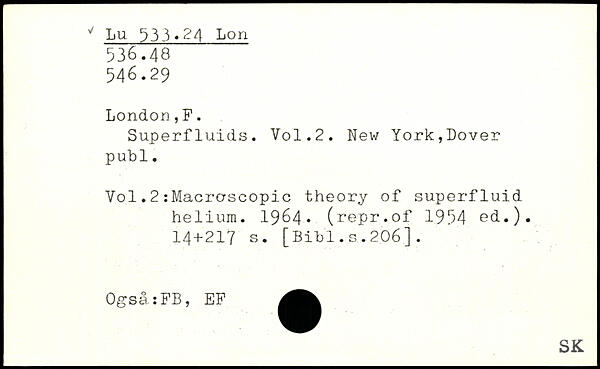 √ Lu 533.24 Lon
536.48
546.29
London,F.
Superfluids. Vol.2. New York,Dover
publ.
Vol.2:Macroscopic theory of superfluid
helium. 1964. (repr.of 1954 ed.).
14+217 s. [Bibl.s.206].
Også:FB, EF
SK